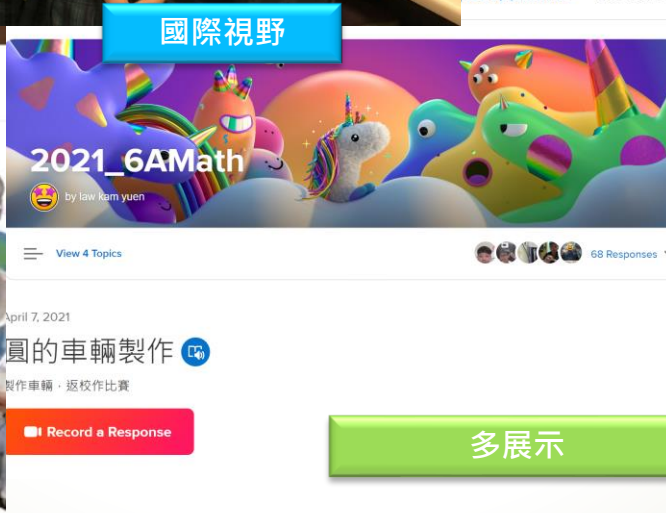 國際視野
2021_6AMath
by law kam yuen
View 4 Topics
68 Responses
April 7, 2021
圓的車輛製作
製作車輛，返校作比賽
Record a Response
多展示